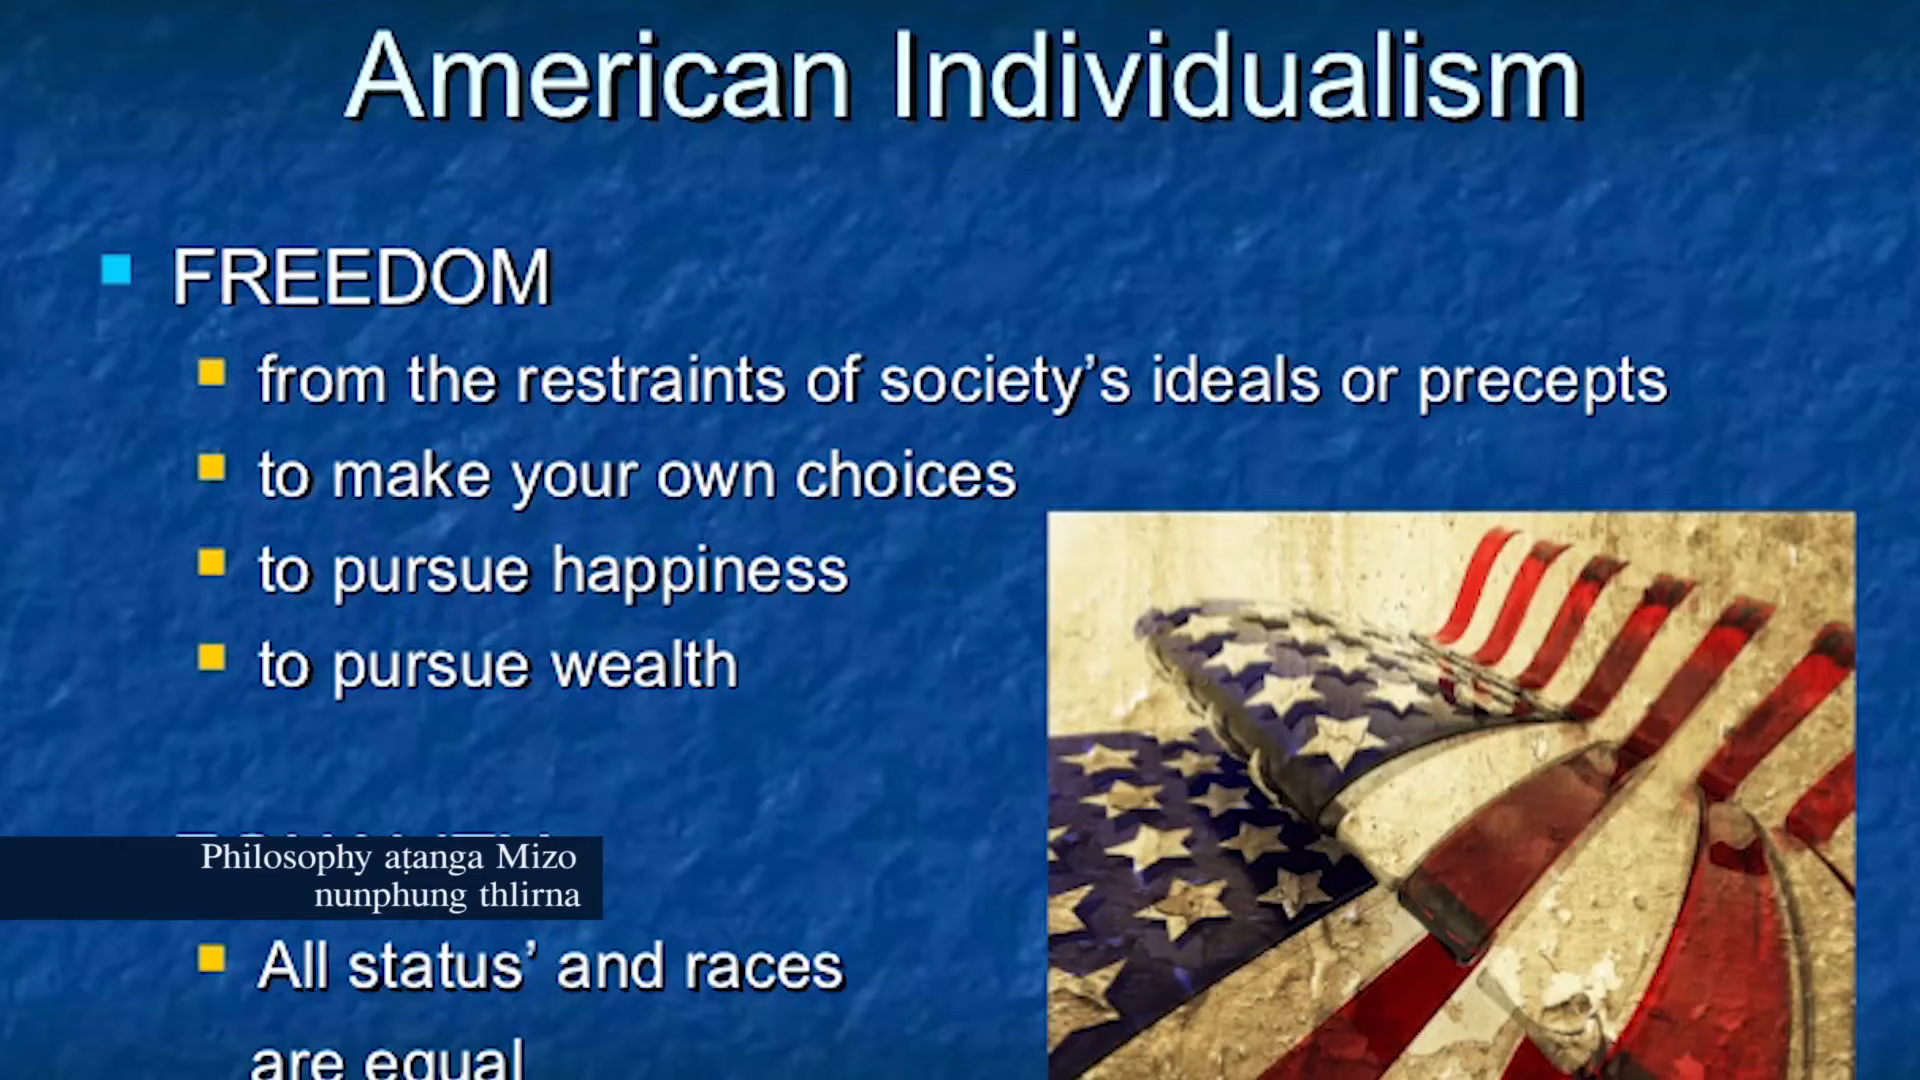 American Individualism
FREEDOM
from the restraints of society’s ideals or precepts
to make your own choices
to pursue happiness
to pursue wealth
Philosophy aṭanga Mizo
nunphung thlirna
All status’ and races
are equal